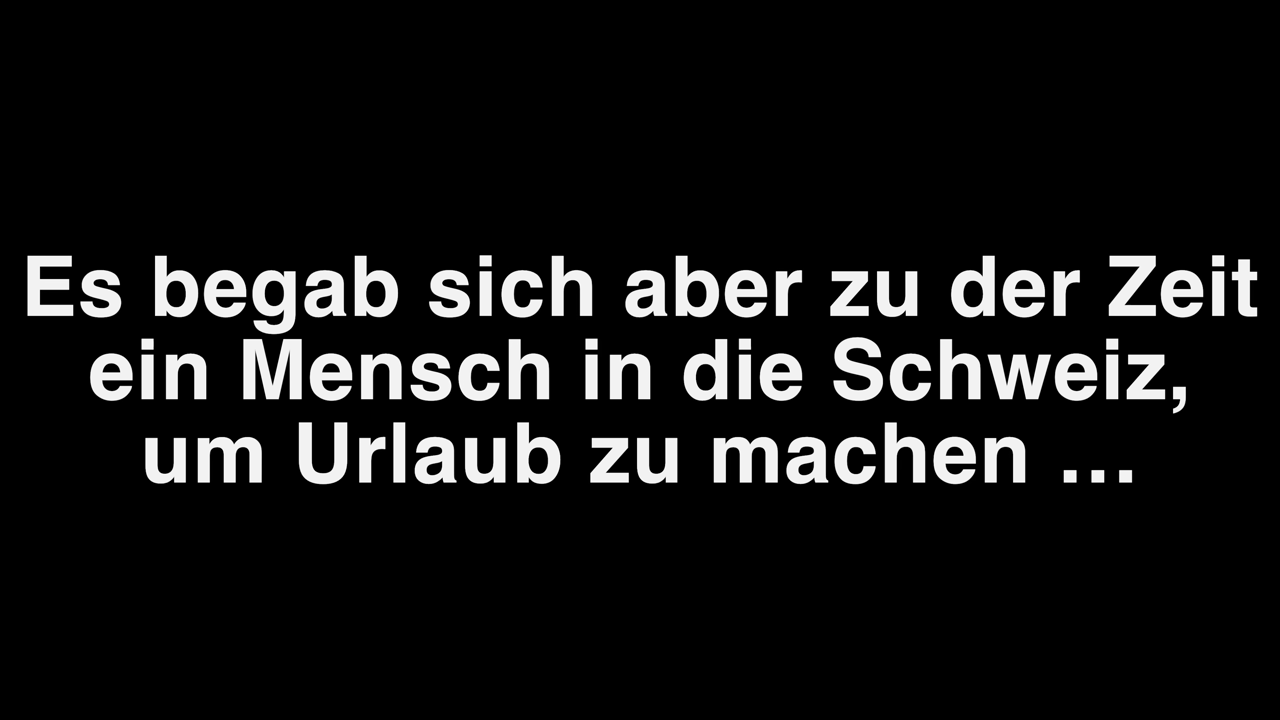 Es begab sich aber zu der Zeit
ein Mensch in die Schweiz,
um Urlaub zu machen ...